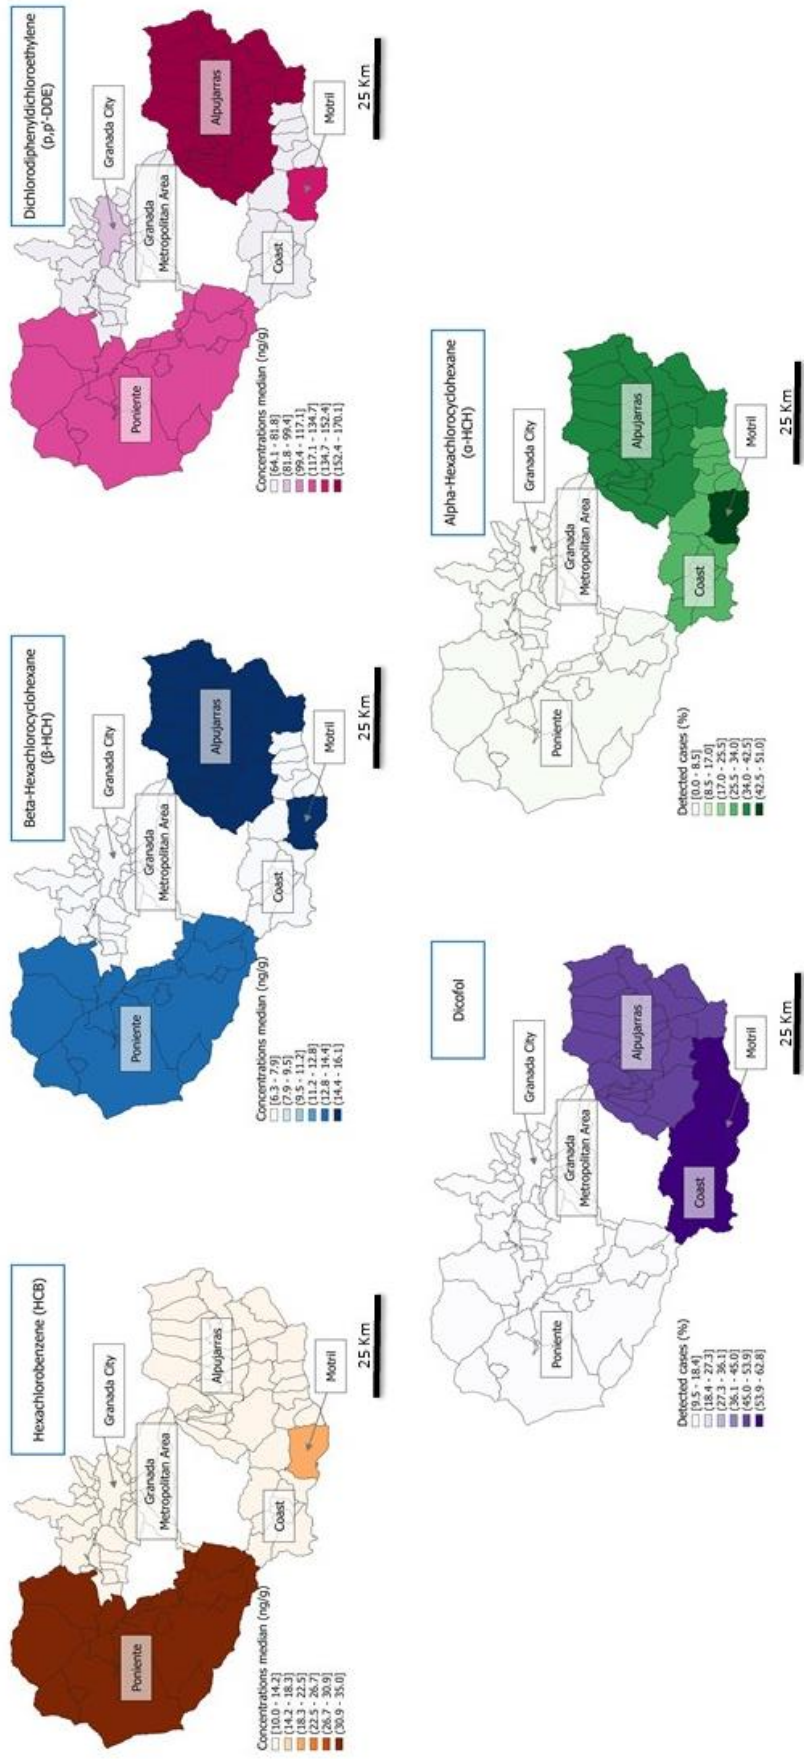 Hexachlorobenzene (HCB)
Granada City
Granada
Metropolitan Area
Poniente
Alpujarras
Coast
Motril
25 Km
Concentrations median (ng/g)
[10.0 - 14.2]
(14.2 - 18.3]
(18.3 - 22.5]
(22.5 - 26.7]
(26.7 - 30.9]
(30.9 - 35.0]
Beta-Hexachlorocyclohexane
(β-HCH)
Granada City
Granada
Metropolitan Area
Poniente
Alpujarras
Coast
Motril
25 Km
Concentrations median (ng/g)
[6.3 - 7.9]
(7.9 - 9.5]
(9.5 - 11.2]
(11.2 - 12.8]
(12.8 - 14.4]
(14.4 - 16.1]
Dichlorodiphenyldichloroethylene
(p,p'-DDE)
Granada City
Granada
Metropolitan Area
Poniente
Alpujarras
Coast
Motril
25 Km
Concentrations median (ng/g)
[64.1 - 81.8]
(81.8 - 99.4]
(99.4 - 117.1]
(117.1 - 134.7]
(134.7 - 152.4]
(152.4 - 170.1]
Dicofol
Granada City
Granada
Metropolitan Area
Poniente
Alpujarras
Coast
Motril
25 Km
Detected cases (%)
[9.5 - 18.4]
(18.4 - 27.3]
(27.3 - 36.1]
(36.1 - 45.0]
(45.0 - 53.9]
(53.9 - 62.8]
Alpha-Hexachlorocyclohexane
(α-HCH)
Granada City
Granada
Metropolitan Area
Poniente
Alpujarras
Coast
Motril
25 Km
Detected cases (%)
[0.0 - 8.5]
(8.5 - 17.0]
(17.0 - 25.5]
(25.5 - 34.0]
(34.0 - 42.5]
(42.5 - 51.0]